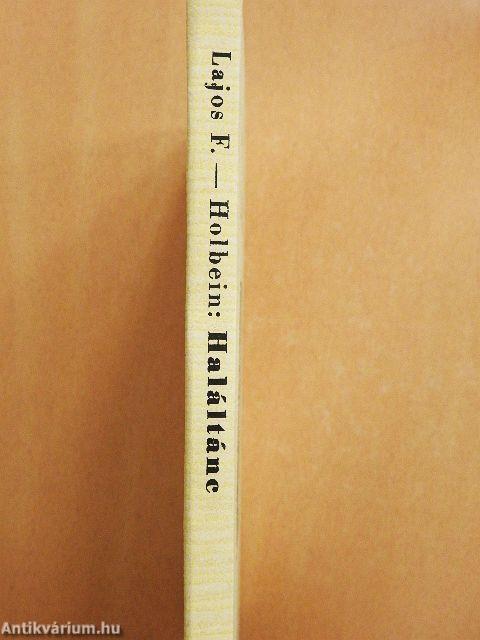 Lajos F. — Holbein: Haláltánc
Antikvárium.hu